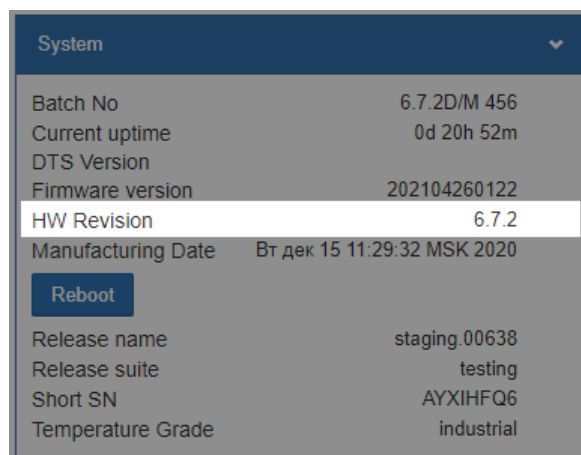 System
Batch No 6.7.2D/M 456
Current uptime 0d 20h 52m
DTS Version
Firmware version 202104260122
HW Revision 6.7.2
Manufacturing Date Вт дек 15 11:29:32 MSK 2020
Reboot
Release name staging.00638
Release suite testing
Short SN AYXIHFQ6
Temperature Grade industrial